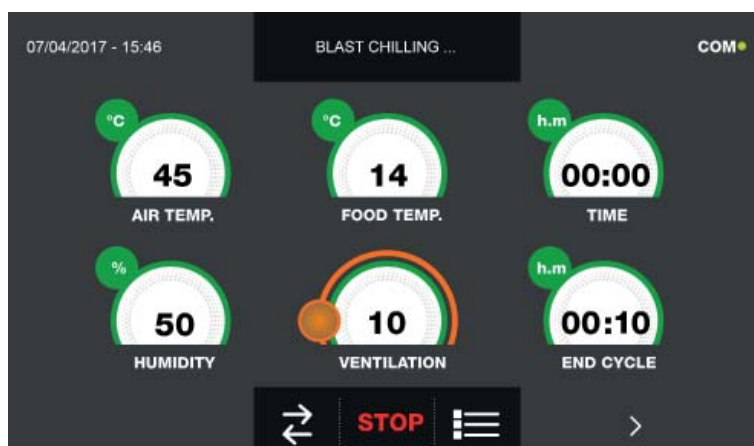 07/04/2017 - 15:46
BLAST CHILLING ...
COM
°C
°C
h.m
45
14
00:00
AIR TEMP.
FOOD TEMP.
TIME
%
h.m
50
10
00:10
HUMIDITY
VENTILATION
END CYCLE
STOP